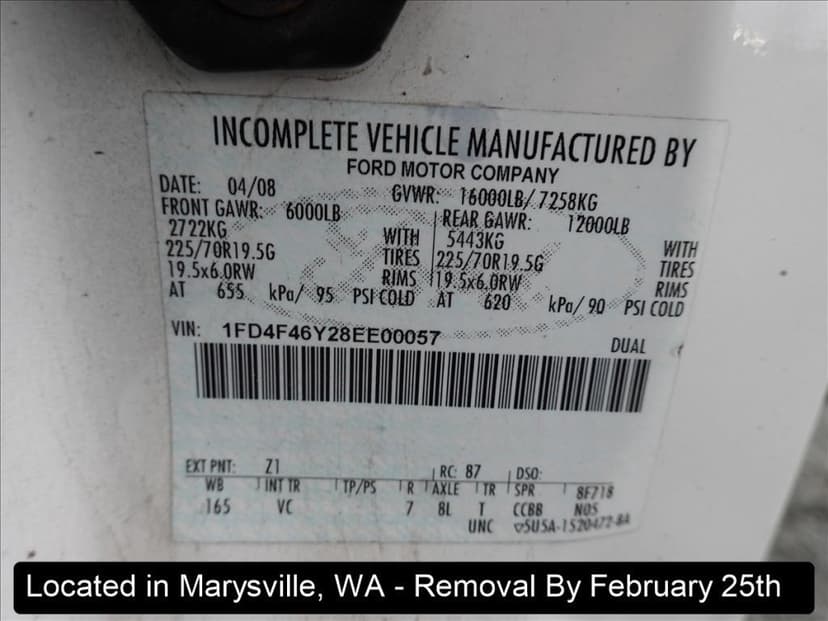 INCOMPLETE VEHICLE MANUFACTURED BY
FORD MOTOR COMPANY
DATE: 04/08 GVWR: 16000LB/ 7258KG
FRONT GAWR: 6000LB REAR GAWR: 12000LB
2722KG WITH 5443KG WITH
225/70R19.5G TIRES 225/70R19.5G TIRES
19.5x6.0RW RIMS 19.5x6.0RW RIMS
AT 655 kPa/ 95 PSI COLD AT 620 kPa/ 90 PSI COLD
VIN: 1FD4F46Y28EE00057 DUAL
EXT PNT: Z1 RC: 87 DSO:
WB INT TR TP/PS R AXLE TR SPR 8F718
165 VC 7 8L T CCBB NOS
UNC 5U5A-1520472-BA
Located in Marysville, WA - Removal By February 25th